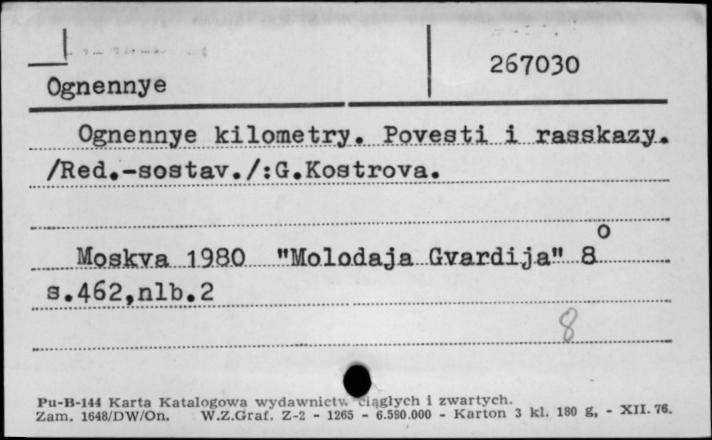 267030
Ognennye
Ognennye kilometry. Povesti i rasskazy.
/Red.-sostav./:G.Kostrova.
Moskva 1980 "Molodaja Gvardija" 8°
s.462,nlb.2
8
Pu-B-144 Karta Katalogowa wydawnictw ciągłych i zwartych.
Zam. 1648/DW/On. W.Z.Graf. Z-2 - 1265 - 6.590.000 - Karton 3 kl. 180 g, - XII. 76.